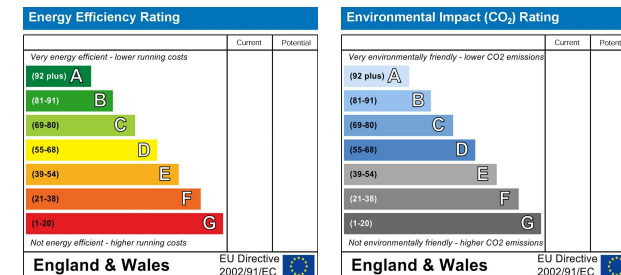 Energy Efficiency Rating
Current Potential
Very energy efficient - lower running costs
(92 plus) A
(81-91) B
(69-80) C
(55-68) D
(39-54) E
(21-38) F
(1-20) G
Not energy efficient - higher running costs
England & Wales
EU Directive
2002/91/EC
Environmental Impact (CO₂) Rating
Current Potent
Very environmentally friendly - lower CO2 emissions
(92 plus) A
(81-91) B
(69-80) C
(55-68) D
(39-54) E
(21-38) F
(1-20) G
Not environmentally friendly - higher CO2 emissions
England & Wales
EU Directive
2002/91/EC